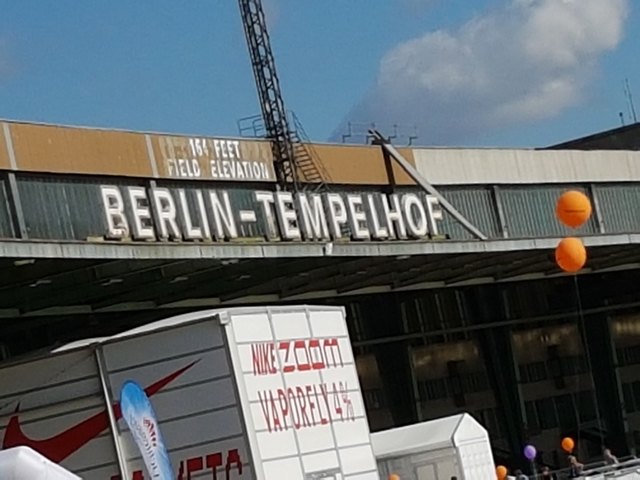 164 FEET
FIELD ELEVATION
BERLIN-TEMPELHOF
NIKE ZOOM
VAPORFLY 4%